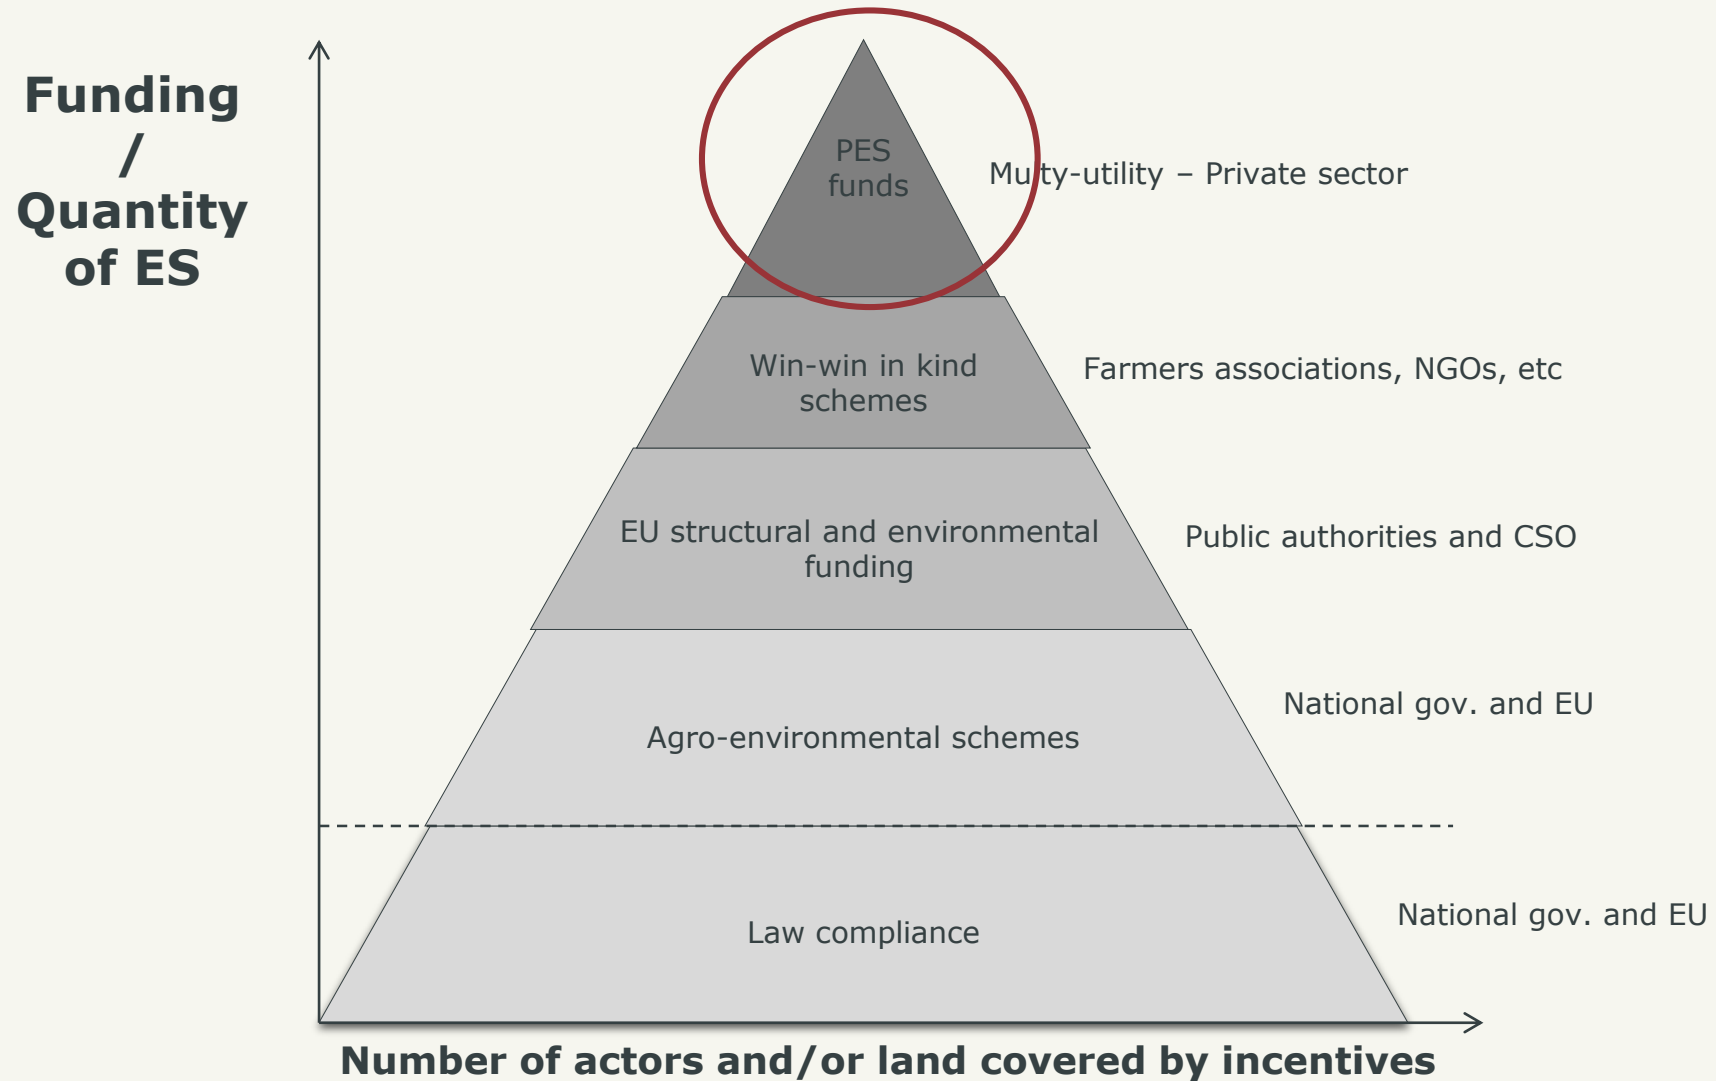 Funding
/
Quantity
of ES
PES
funds
Multy-utility – Private sector
Win-win in kind
schemes
Farmers associations, NGOs, etc
EU structural and environmental
funding
Public authorities and CSO
Agro-environmental schemes
National gov. and EU
Law compliance
National gov. and EU
Number of actors and/or land covered by incentives